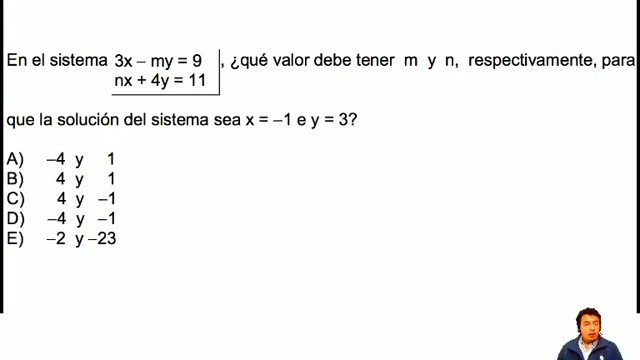 En el sistema 3x – my = 9 , ¿qué valor debe tener m y n, respectivamente, para
nx + 4y = 11
que la solución del sistema sea x = –1 e y = 3?
A) –4 y 1
B) 4 y 1
C) 4 y –1
D) –4 y –1
E) –2 y –23